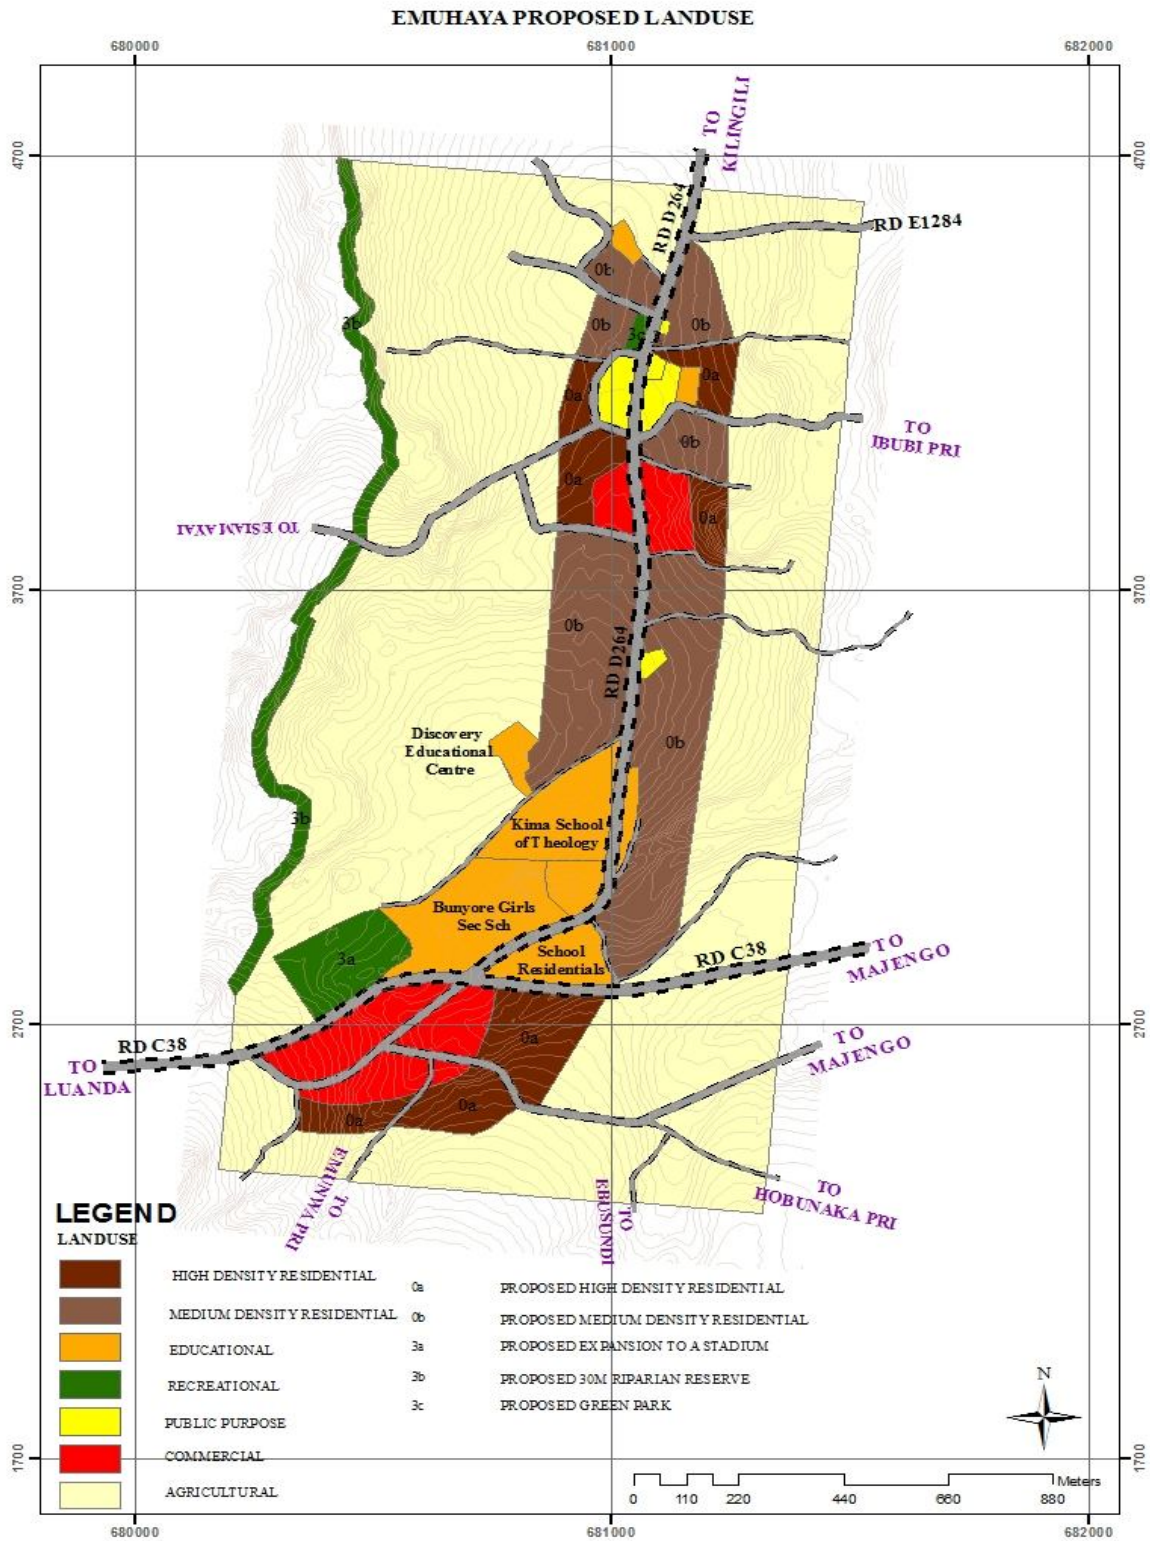 EMUHAYA PROPOSED LANDUSE
680000
681000
682000
TO
KILINGILI
4700
4700
RD D264
RD E1284
0b
3b
0b
3c
0b
0a
0a
TO
IBUBI PRI
0b
0a
0a
TO ESIAMAYAI
3700
3700
0b
RD D264
0b
Discovery
Educational
Centre
3b
Kima School
of Theology
Bunyore Girls
Sec Sch
School
Residentials
3a
RD C38
TO
MAJENGO
2700
2700
RD C38
TO
LUANDA
0a
TO
MAJENGO
0a
0a
TO
EMUNWA PRI
TO
EBUSUNDI
TO
HOBUNAKA PRI
LEGEND
LANDUSE
HIGH DENSITY RESIDENTIAL
MEDIUM DENSITY RESIDENTIAL
EDUCATIONAL
RECREATIONAL
PUBLIC PURPOSE
COMMERCIAL
AGRICULTURAL
0a PROPOSED HIGH DENSITY RESIDENTIAL
0b PROPOSED MEDIUM DENSITY RESIDENTIAL
3a PROPOSED EXPANSION TO A STADIUM
3b PROPOSED 30M RIPARIAN RESERVE
3c PROPOSED GREEN PARK
N
1700
1700
Meters
0 110 220 440 660 880
680000
681000
682000